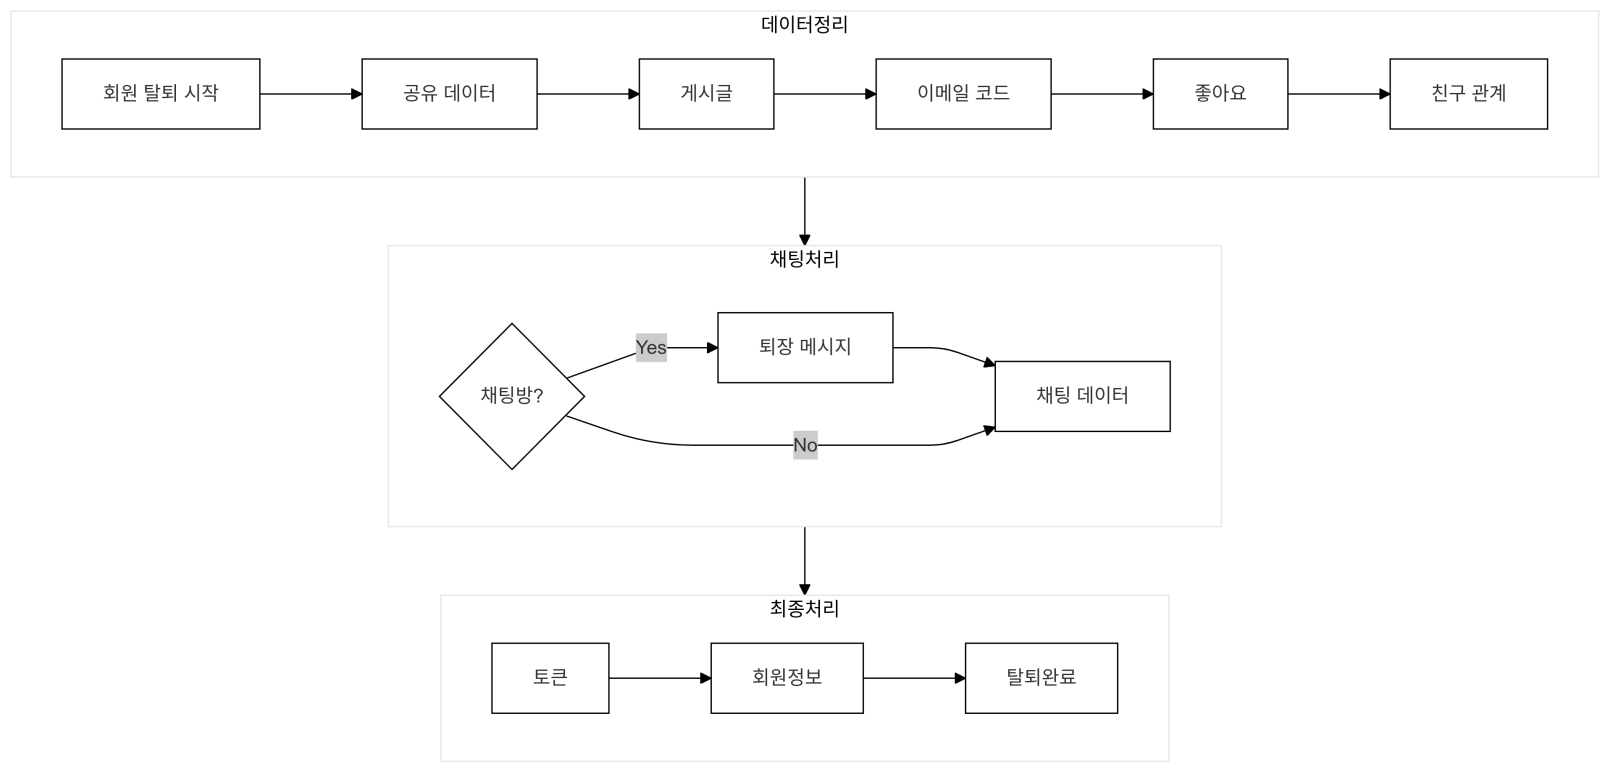 데이터정리
회원 탈퇴 시작
공유 데이터
게시글
이메일 코드
좋아요
친구 관계
채팅처리
채팅방?
Yes
퇴장 메시지
채팅 데이터
No
최종처리
토큰
회원정보
탈퇴완료